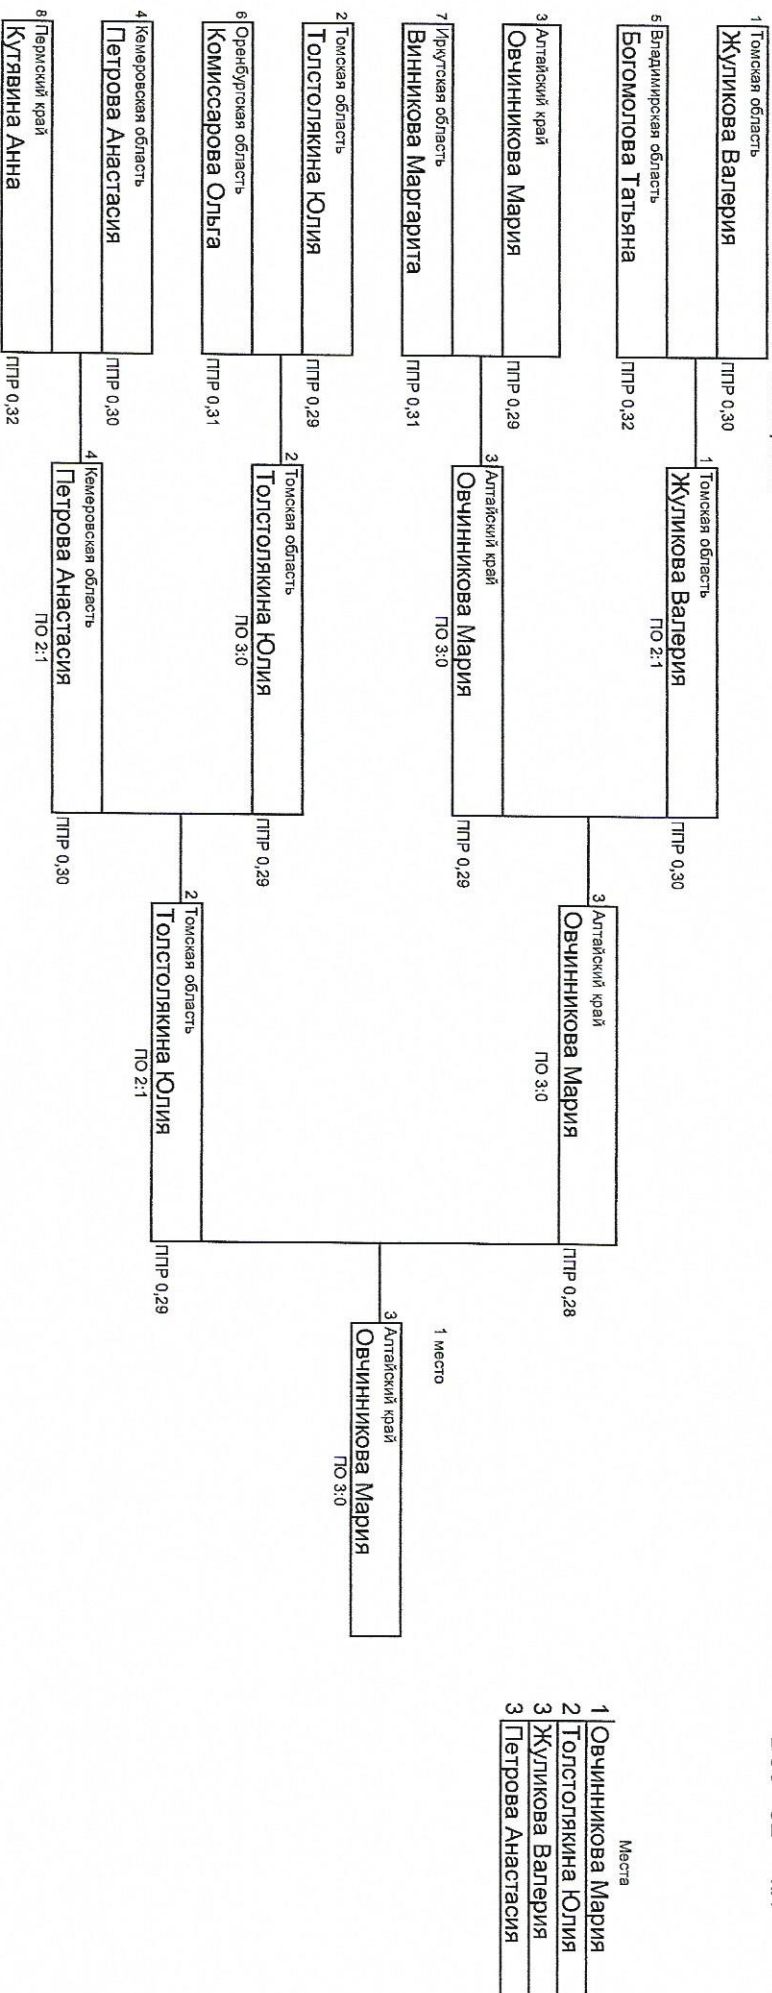 1 Томская область
Жуликова Валерия
ППР 0,30
5 Владимирская область
Богомолова Татьяна
ППР 0,32
3 Алтайский край
Овчинникова Мария
ППР 0,29
7 Иркутская область
Винникова Маргарита
ППР 0,31
2 Томская область
Толстолякина Юлия
ППР 0,29
6 Оренбургская область
Комиссарова Ольга
ППР 0,31
4 Кемеровская область
Петрова Анастасия
ППР 0,30
8 Пермский край
Кутявина Анна
ППР 0,32
1 Томская область
Жуликова Валерия
ПО 2:1
ППР 0,30
3 Алтайский край
Овчинникова Мария
ПО 3:0
ППР 0,29
2 Томская область
Толстолякина Юлия
ПО 3:0
ППР 0,29
4 Кемеровская область
Петрова Анастасия
ПО 2:1
ППР 0,30
3 Алтайский край
Овчинникова Мария
ПО 3:0
ППР 0,28
2 Томская область
Толстолякина Юлия
ПО 2:1
ППР 0,29
1 место
3 Алтайский край
Овчинникова Мария
ПО 3:0
Места
1 Овчинникова Мария
2 Толстолякина Юлия
3 Жуликова Валерия
3 Петрова Анастасия